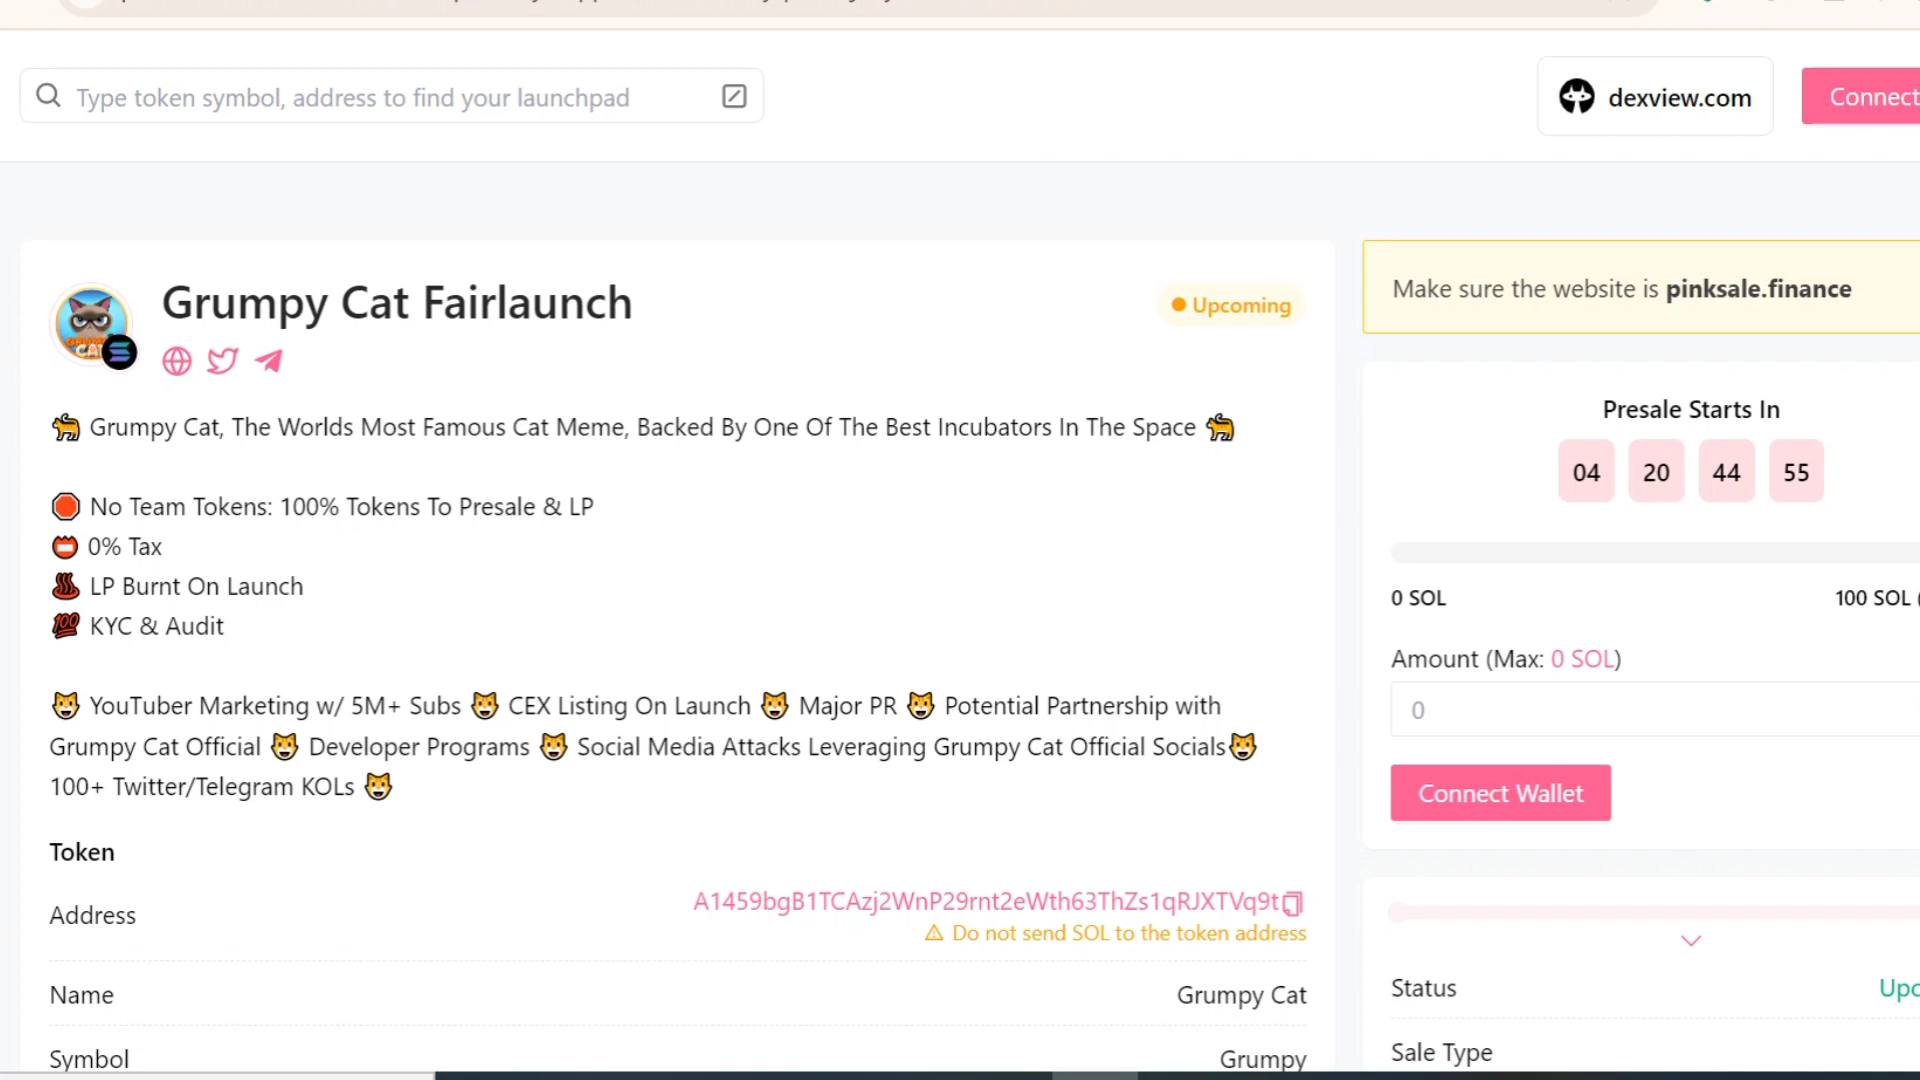 Type token symbol, address to find your launchpad
dexview.com
Connect
Grumpy Cat Fairlaunch
Upcoming
Grumpy Cat, The Worlds Most Famous Cat Meme, Backed By One Of The Best Incubators In The Space
No Team Tokens: 100% Tokens To Presale & LP
0% Tax
LP Burnt On Launch
KYC & Audit
YouTuber Marketing w/ 5M+ Subs 🐱 CEX Listing On Launch 🐱 Major PR 🐱 Potential Partnership with
Grumpy Cat Official 🐱 Developer Programs 🐱 Social Media Attacks Leveraging Grumpy Cat Official Socials🐱
100+ Twitter/Telegram KOLs 🐱
Token
Address
A1459bgB1TCAzj2WnP29rnt2eWth63ThZs1qRJXTVq9t
Do not send SOL to the token address
Name
Grumpy Cat
Symbol
Grumpy
Make sure the website is pinksale.finance
Presale Starts In
04 20 44 55
0 SOL
100 SOL (
Amount (Max: 0 SOL)
0
Connect Wallet
Status
Upc
Sale Type